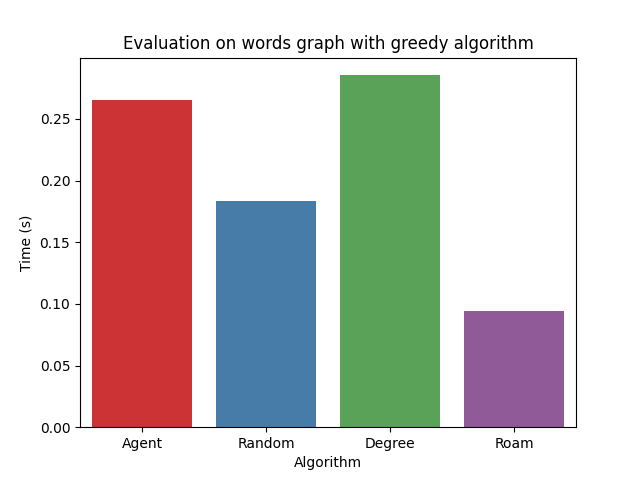 Evaluation on words graph with greedy algorithm
0.25
0.20
0.15
0.10
0.05
0.00
Time (s)
Agent Random Degree Roam
Algorithm